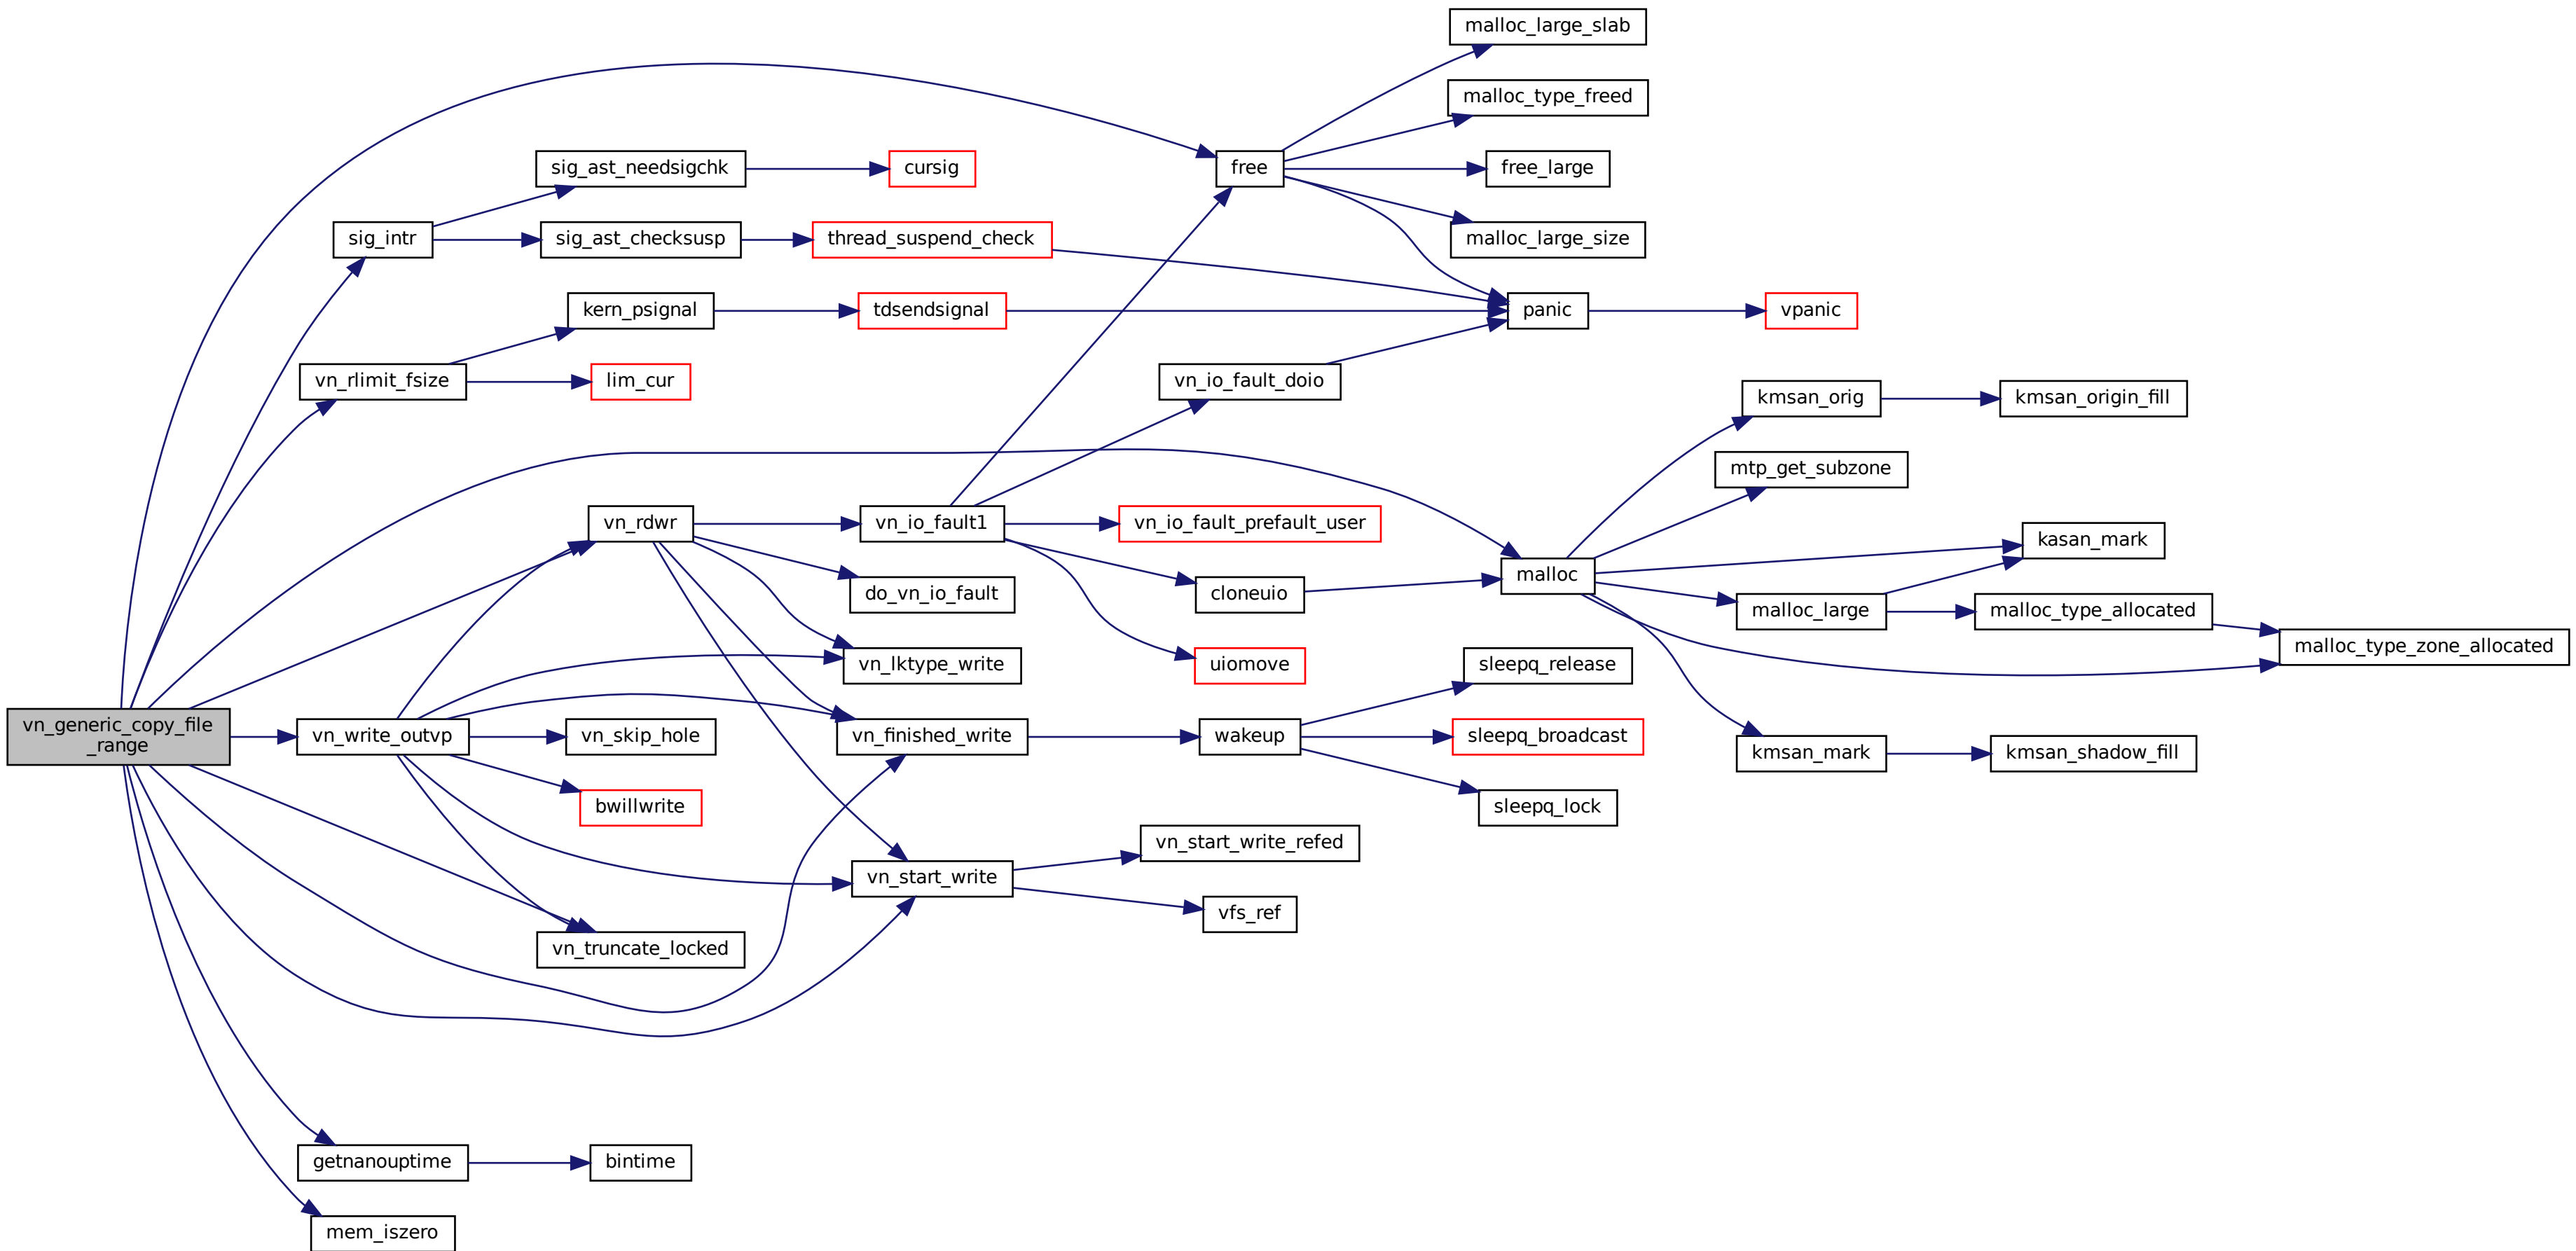 malloc_large_slab
malloc_type_freed
sig_ast_needsigchk
cursig
free
free_large
sig_intr
sig_ast_checksusp
thread_suspend_check
malloc_large_size
kern_psignal
tdsendsignal
panic
vpanic
vn_rlimit_fsize
lim_cur
vn_io_fault_doio
kmsan_orig
kmsan_origin_fill
mtp_get_subzone
vn_rdwr
vn_io_fault1
vn_io_fault_prefault_user
kasan_mark
malloc
do_vn_io_fault
cloneuio
malloc_large
malloc_type_allocated
malloc_type_zone_allocated
vn_lktype_write
uiomove
sleepq_release
vn_generic_copy_file
_range
vn_write_outvp
vn_skip_hole
vn_finished_write
wakeup
sleepq_broadcast
kmsan_mark
kmsan_shadow_fill
bwillwrite
sleepq_lock
vn_start_write_refed
vn_start_write
vfs_ref
vn_truncate_locked
getnanouptime
bintime
mem_iszero